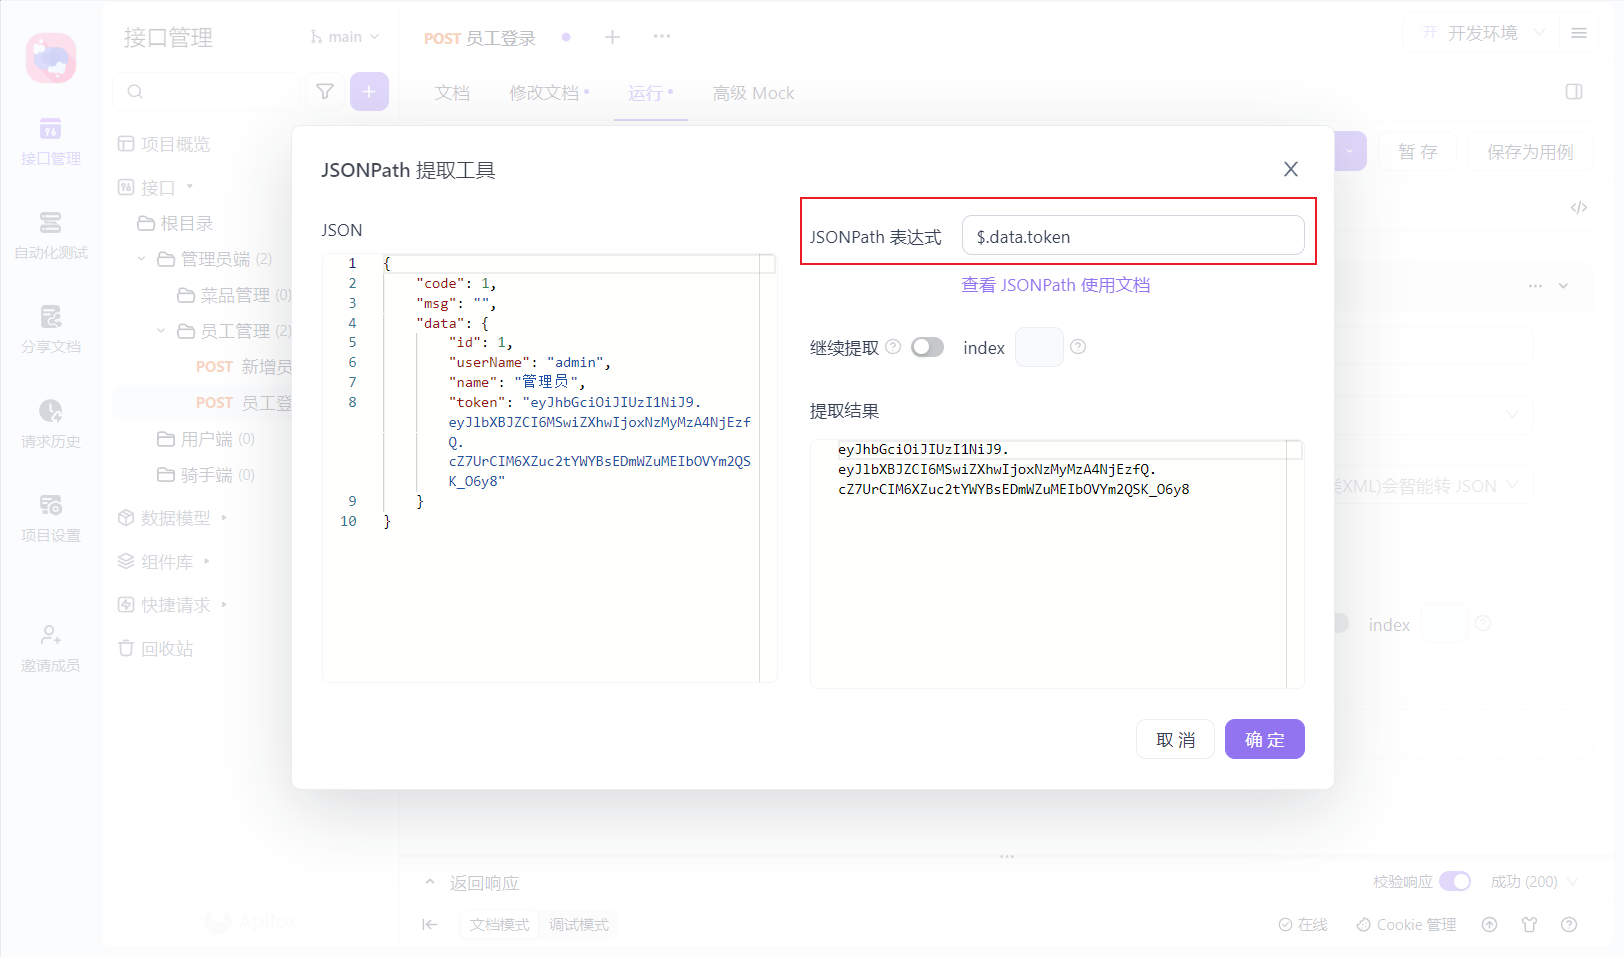 接口管理
main
POST 员工登录
开 开发环境
文档
修改文档
运行
高级 Mock
接口管理
自动化测试
分享文档
请求历史
项目设置
邀请成员
项目概览
接口
根目录
管理员端 (2)
菜品管理 (0)
员工管理 (2)
POST 新增员
POST 员工登
用户端 (0)
骑手端 (0)
数据模型
组件库
快捷请求
回收站
Apifox
暂 存
保存为用例
JSONPath 提取工具
JSON
1 {
2 "code": 1,
3 "msg": "",
4 "data": {
5 "id": 1,
6 "userName": "admin",
7 "name": "管理员",
8 "token": "eyJhbGciOiJIUzI1NiJ9.
eyJlbXBJZCI6MSwiZXhwIjoxNzMyMzA4NjEzf
Q.
cZ7UrCIM6XZuc2tYWYBsEDmWZuMEIbOVYm2QS
K_O6y8"
9 }
10 }
JSONPath 表达式
$.data.token
查看 JSONPath 使用文档
继续提取
index
提取结果
eyJhbGciOiJIUzI1NiJ9.
eyJlbXBJZCI6MSwiZXhwIjoxNzMyMzA4NjEzfQ.
cZ7UrCIM6XZuc2tYWYBsEDmWZuMEIbOVYm2QSK_O6y8
取 消
确 定
XML)会智能转 JSON
index
返回响应
校验响应
成功 (200)
文档模式
调试模式
在线
Cookie 管理